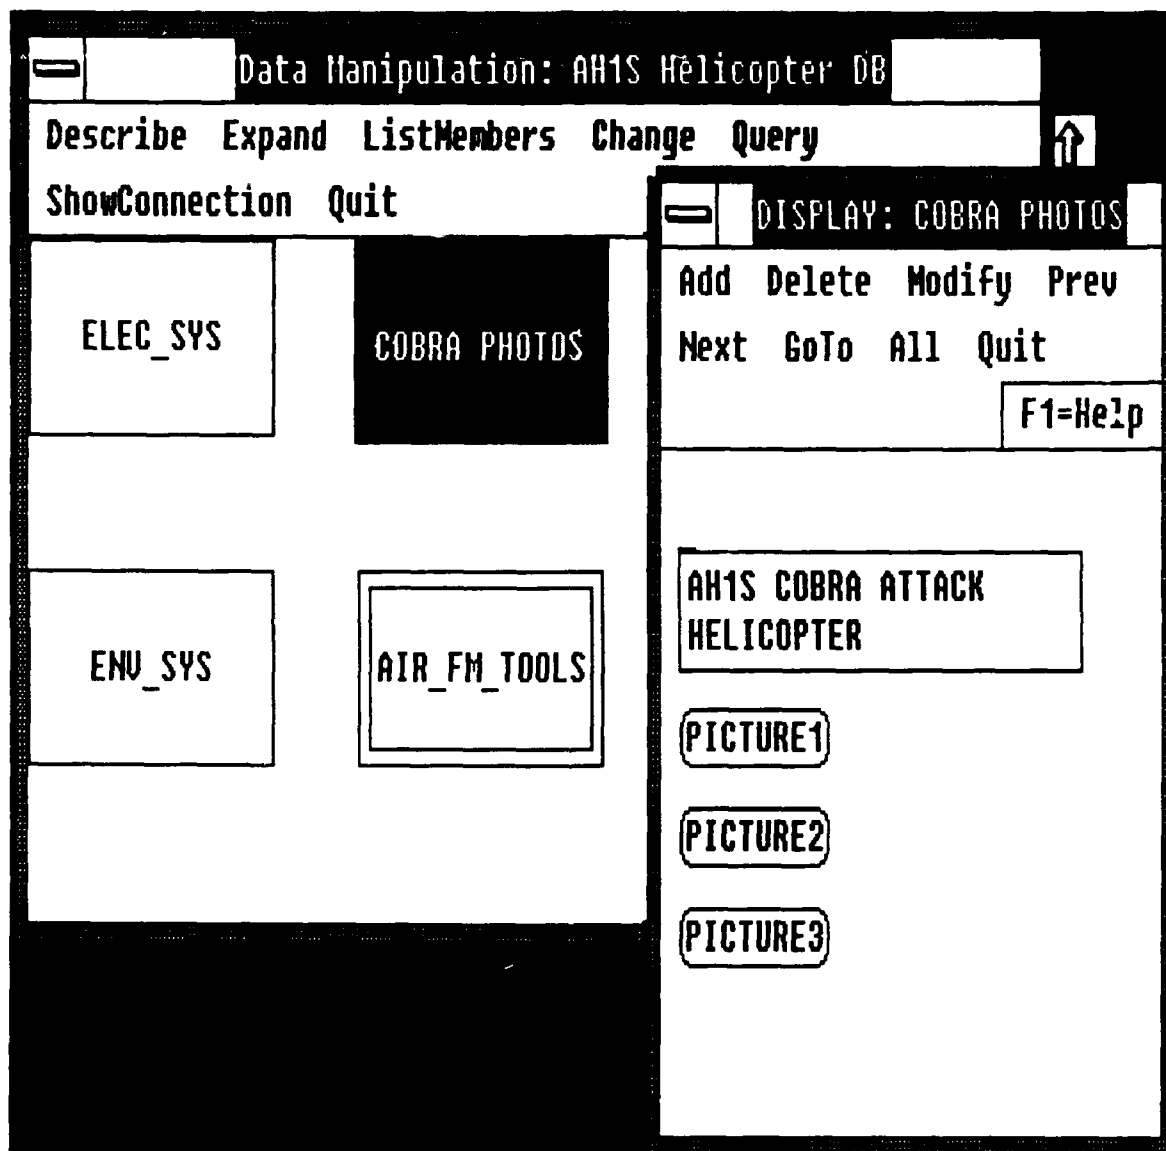 Data Manipulation: AH1S Helicopter DB
Describe Expand ListMembers Change Query
ShowConnection Quit
ELEC_SYS
COBRA PHOTOS
ENV_SYS
AIR_FM_TOOLS
DISPLAY: COBRA PHOTOS
Add Delete Modify Prev
Next GoTo All Quit
F1=Help
AH1S COBRA ATTACK
HELICOPTER
PICTURE1
PICTURE2
PICTURE3